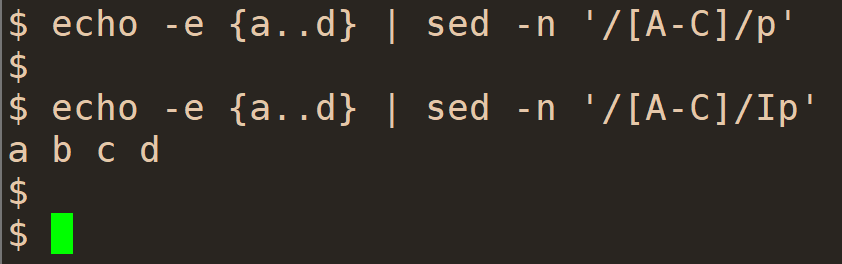 $ echo -e {a..d} | sed -n '/[A-C]/p'
$
$ echo -e {a..d} | sed -n '/[A-C]/Ip'
a b c d
$
$